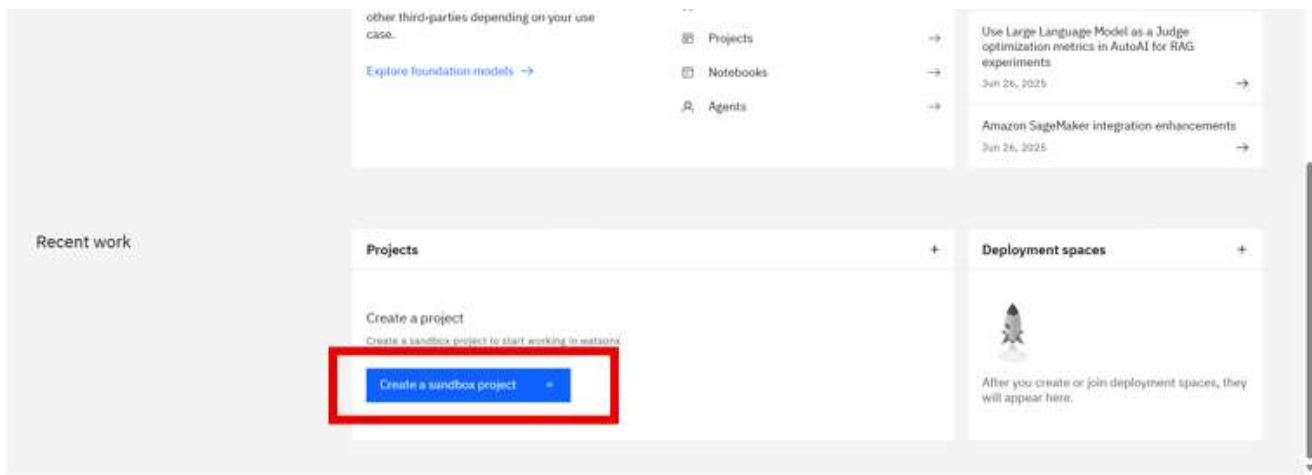 other third-parties depending on your use
case.
Explore foundation models →
Projects →
Notebooks →
Agents →
Use Large Language Model as a Judge
optimization metrics in AutoAI for RAG
experiments
Jun 26, 2025 →
Amazon SageMaker integration enhancements
Jun 26, 2025 →
Recent work
Projects +
Create a project
Create a sandbox project to start working in watsonx
Create a sandbox project +
Deployment spaces +
After you create or join deployment spaces, they
will appear here.